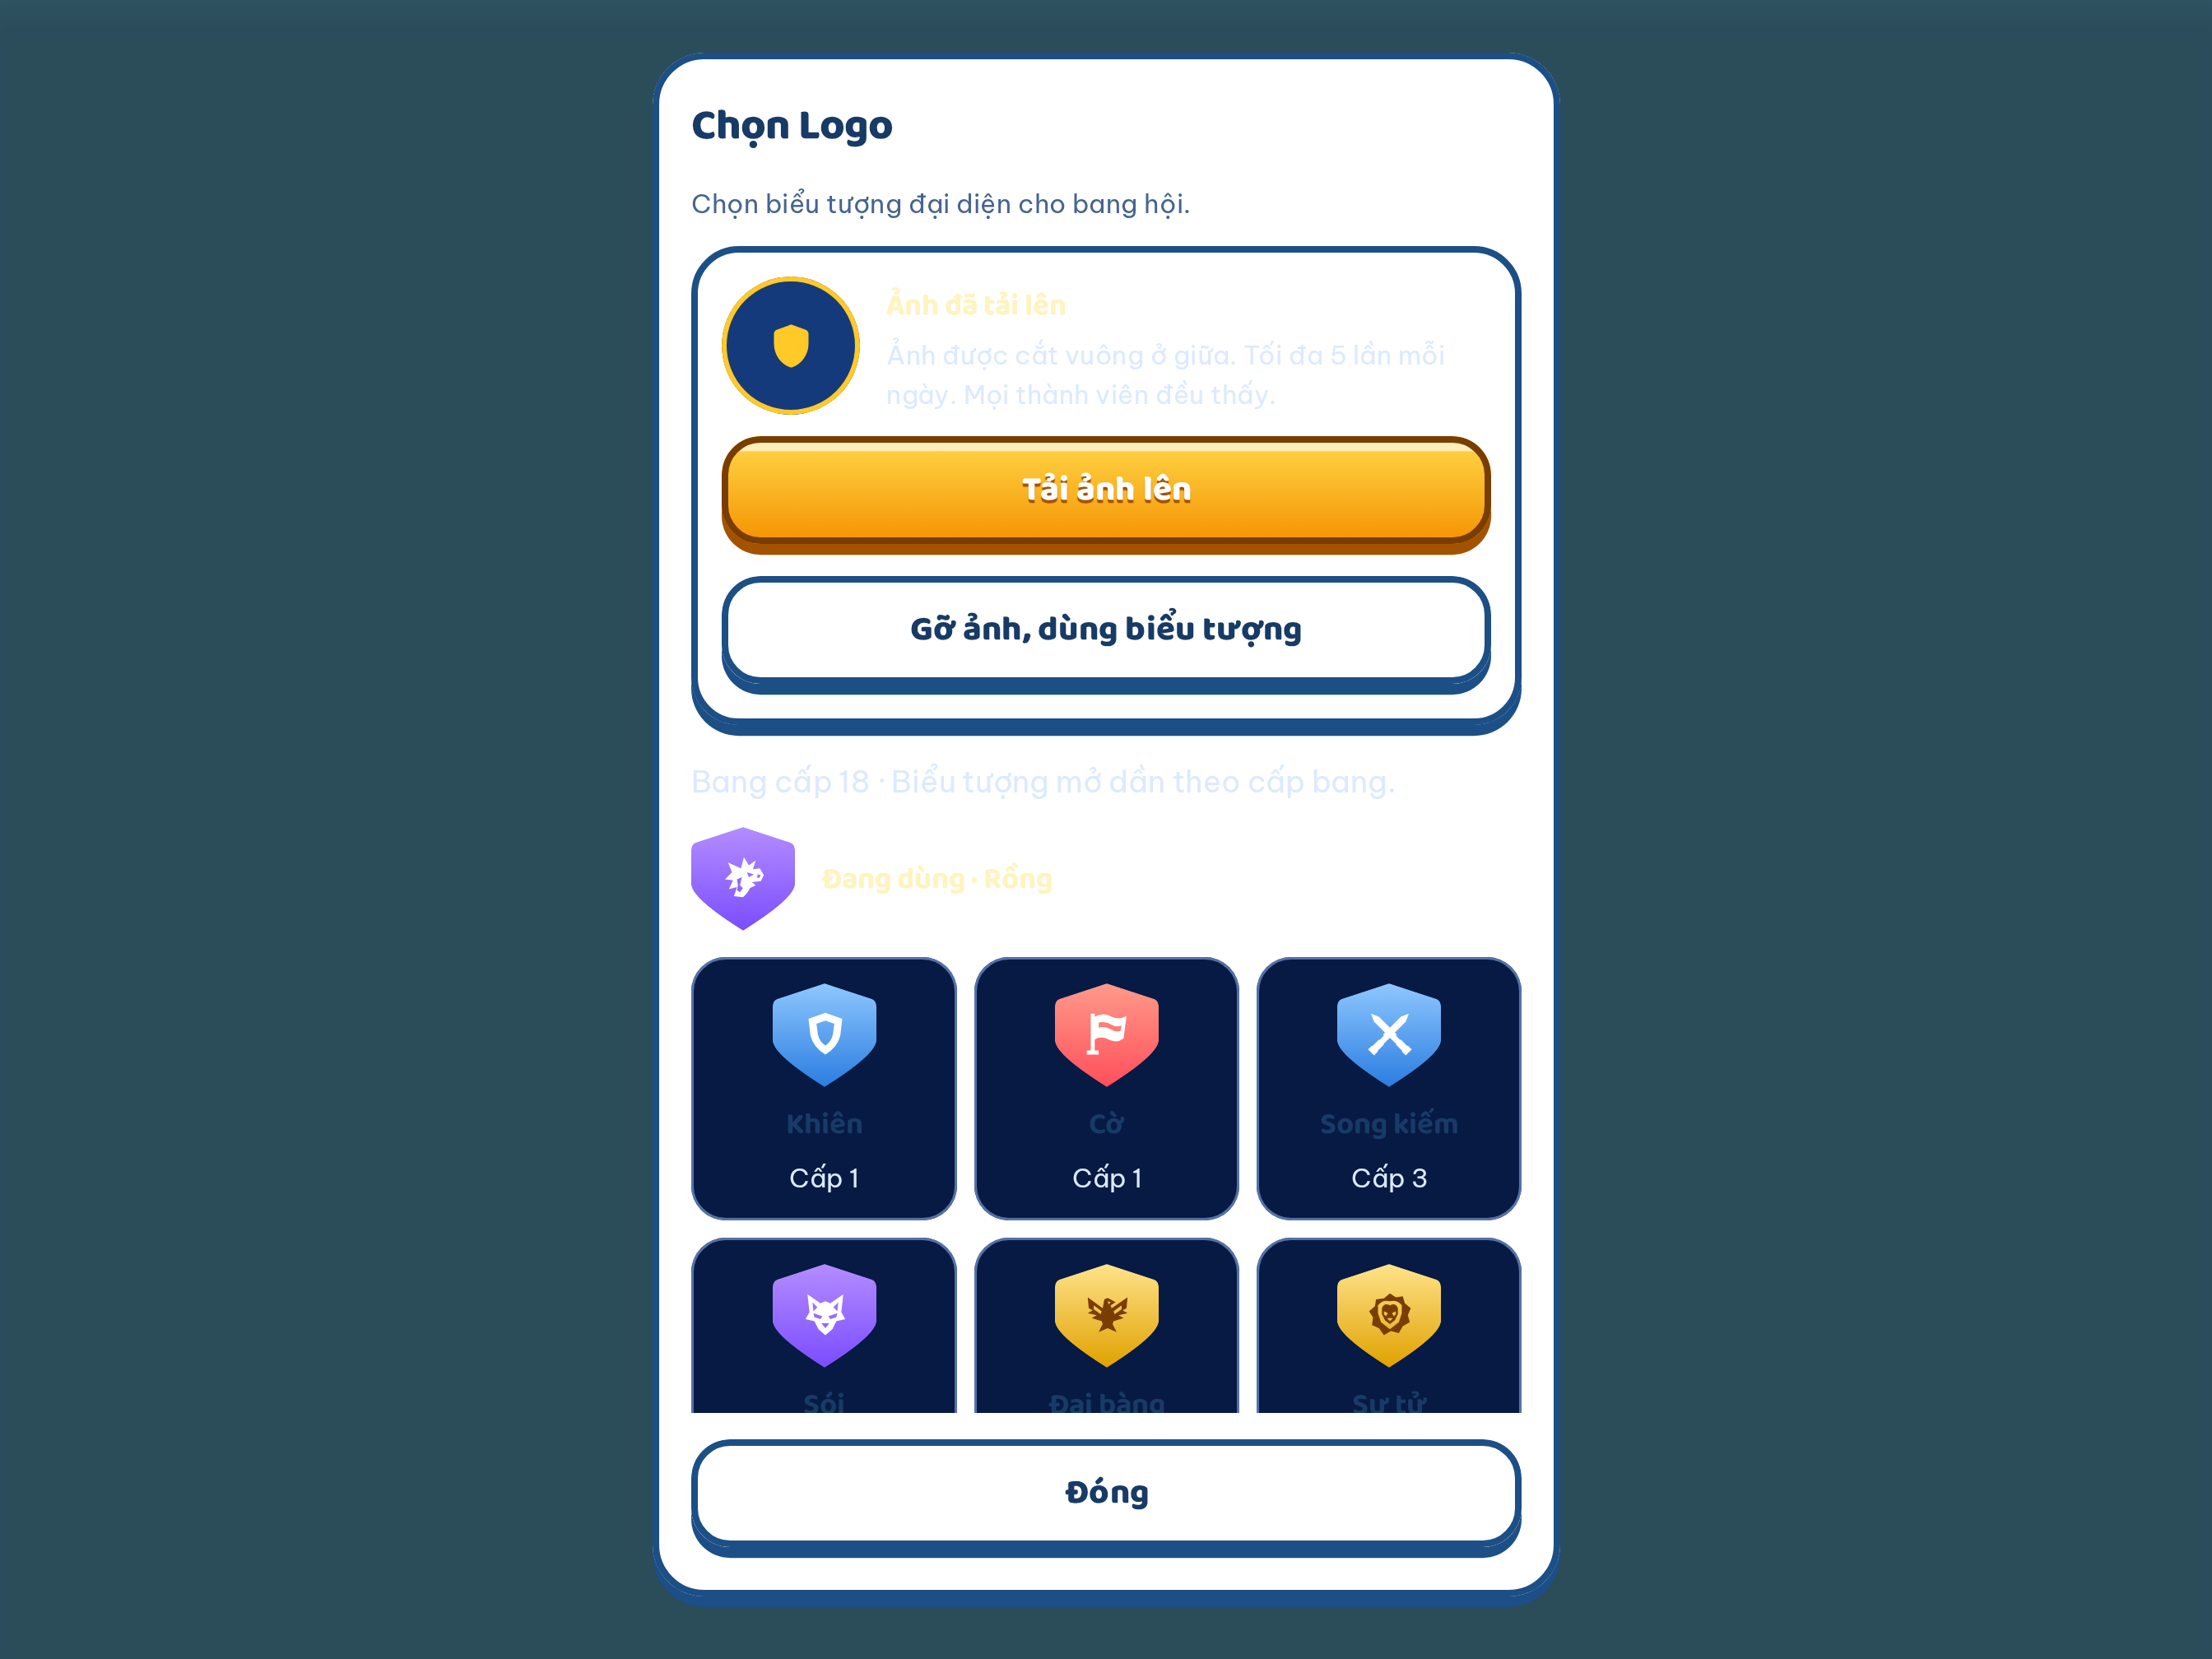 Chọn Logo
Chọn biểu tượng đại diện cho bang hội.
Ảnh đã tải lên
Ảnh được cắt vuông ở giữa. Tối đa 5 lần mỗi
ngày. Mọi thành viên đều thấy.
Tải ảnh lên
Gỡ ảnh, dùng biểu tượng
Bang cấp 18 · Biểu tượng mở dần theo cấp bang.
Đang dùng · Rồng
Khiên
Cờ
Song kiếm
Cấp 1
Cấp 1
Cấp 3
Sói
Đại bàng
Sư tử
Đóng